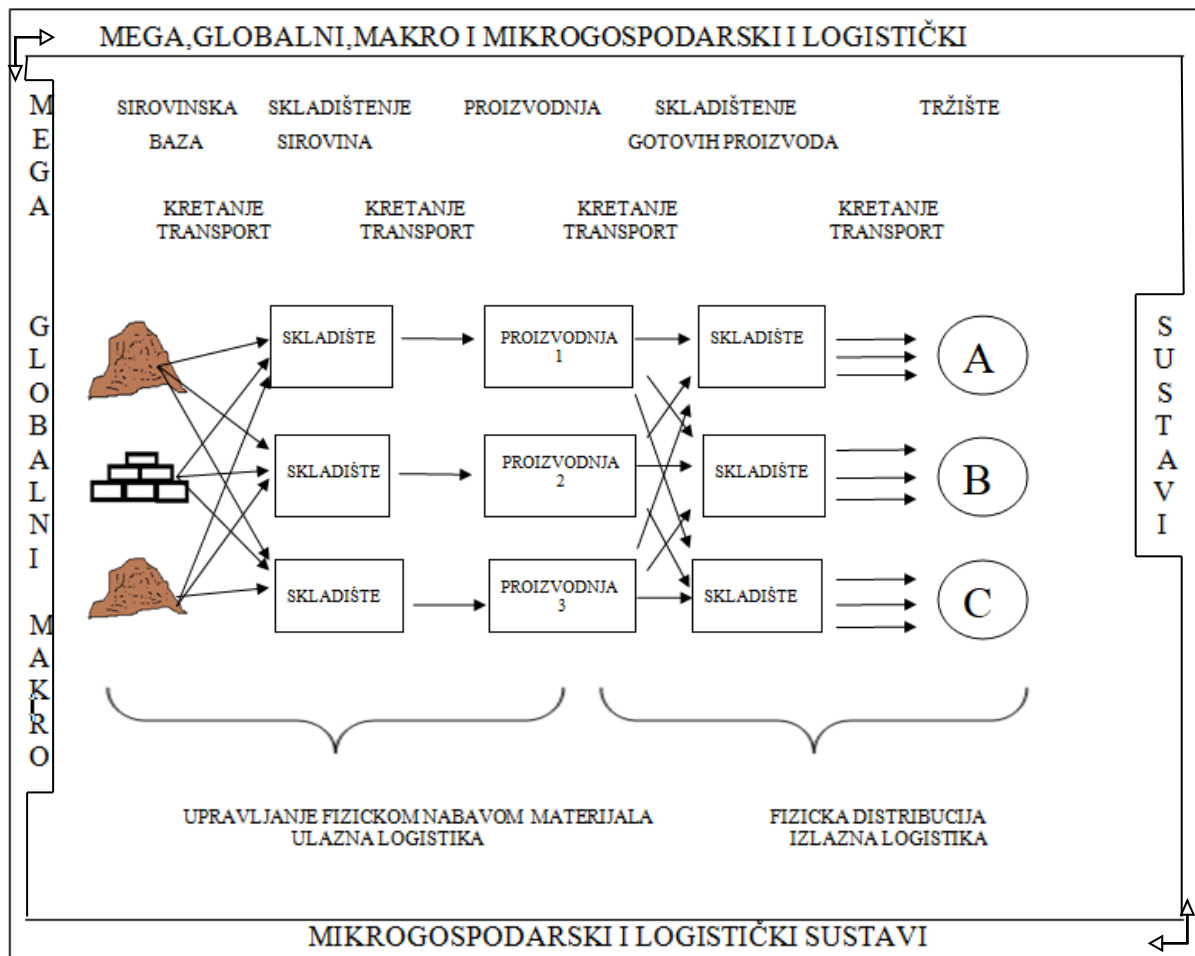 MEGA,GLOBALNI,MAKRO I MIKROGOSPODARSKI I LOGISTIČKI
MEGA GLOBALNI MAKRO
SIROVINSKA
BAZA
SKLADIŠTENJE
SIROVINA
PROIZVODNJA
SKLADIŠTENJE
GOTOVIH PROIZVODA
TRŽIŠTE
KRETANJE
TRANSPORT
KRETANJE
TRANSPORT
KRETANJE
TRANSPORT
KRETANJE
TRANSPORT
SKLADIŠTE
PROIZVODNJA
1
SKLADIŠTE
A
SKLADIŠTE
PROIZVODNJA
2
SKLADIŠTE
B
SKLADIŠTE
PROIZVODNJA
3
SKLADIŠTE
C
SUSTAVI
UPRAVLJANJE FIZICKOM NABAVOM MATERIJALA
ULAZNA LOGISTIKA
FIZICKA DISTRIBUCIJA
IZLAZNA LOGISTIKA
MIKROGOSPODARSKI I LOGISTIČKI SUSTAVI